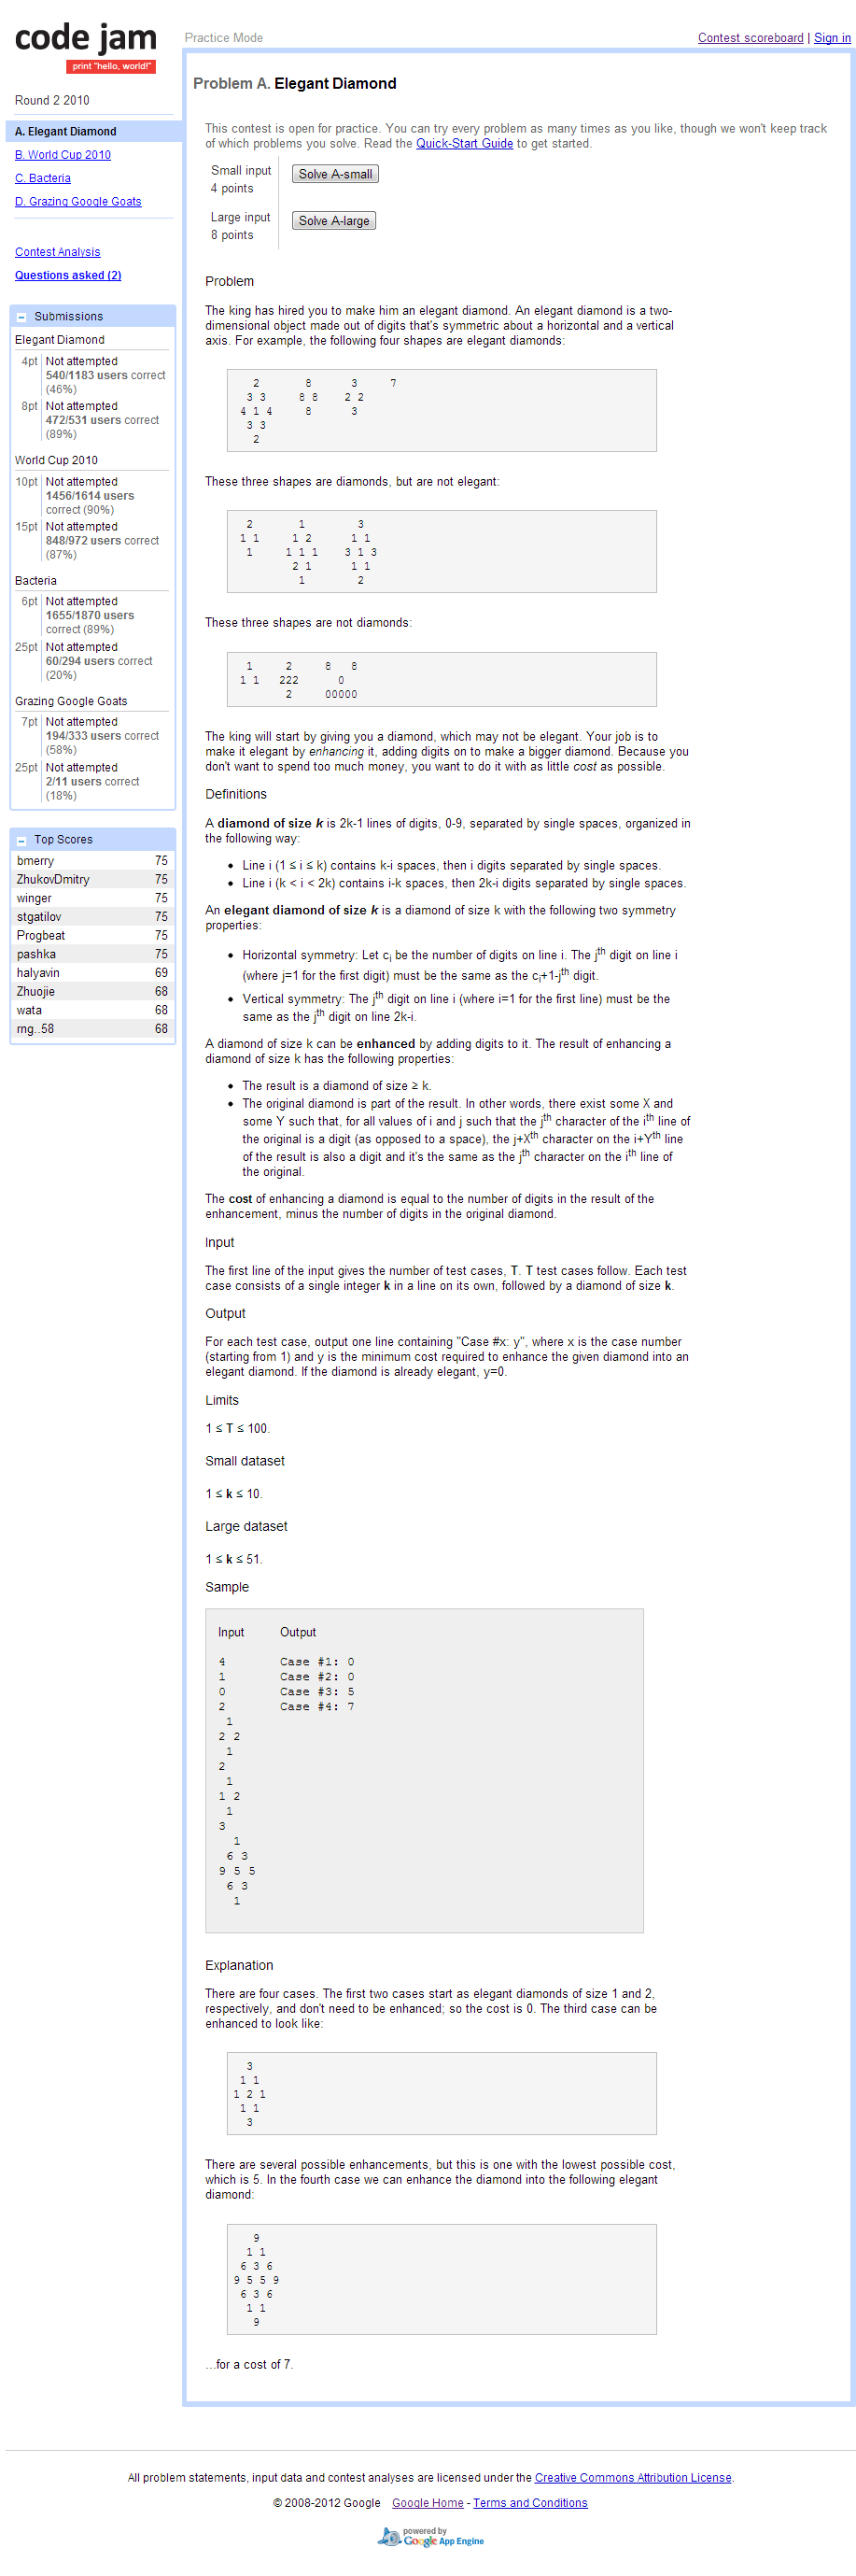 code jam
print "hello, world!"
Practice Mode
Contest scoreboard | Sign in
Round 2 2010
A. Elegant Diamond
B. World Cup 2010
C. Bacteria
D. Grazing Google Goats
Contest Analysis
Questions asked (2)
Submissions
Elegant Diamond
4pt Not attempted
540/1183 users correct
(46%)
8pt Not attempted
472/531 users correct
(89%)
World Cup 2010
10pt Not attempted
1456/1614 users
correct (90%)
15pt Not attempted
848/972 users correct
(87%)
Bacteria
6pt Not attempted
1655/1870 users
correct (89%)
25pt Not attempted
60/294 users correct
(20%)
Grazing Google Goats
7pt Not attempted
194/333 users correct
(58%)
25pt Not attempted
2/11 users correct
(18%)
Top Scores
bmerry 75
ZhukovDmitry 75
winger 75
stgatilov 75
Progbeat 75
pashka 75
halyavin 69
Zhuojie 68
wata 68
rng..58 68
Problem A. Elegant Diamond
This contest is open for practice. You can try every problem as many times as you like, though we won't keep track
of which problems you solve. Read the Quick-Start Guide to get started.
Small input
4 points
Solve A-small
Large input
8 points
Solve A-large
Problem
The king has hired you to make him an elegant diamond. An elegant diamond is a two-
dimensional object made out of digits that's symmetric about a horizontal and a vertical
axis. For example, the following four shapes are elegant diamonds:
   2       8      3     7
  3 3     8 8    2 2
 4 1 4     8      3
  3 3
   2
These three shapes are diamonds, but are not elegant:
  2       1        3
 1 1     1 2      1 1
  1     1 1 1    3 1 3
         2 1      1 1
          1        2
These three shapes are not diamonds:
  1     2     8   8
 1 1   222      0
        2     00000
The king will start by giving you a diamond, which may not be elegant. Your job is to
make it elegant by enhancing it, adding digits on to make a bigger diamond. Because you
don't want to spend too much money, you want to do it with as little cost as possible.
Definitions
A diamond of size k is 2k-1 lines of digits, 0-9, separated by single spaces, organized in
the following way:
• Line i (1 ≤ i ≤ k) contains k-i spaces, then i digits separated by single spaces.
• Line i (k < i < 2k) contains i-k spaces, then 2k-i digits separated by single spaces.
An elegant diamond of size k is a diamond of size k with the following two symmetry
properties:
• Horizontal symmetry: Let ci be the number of digits on line i. The jth digit on line i
(where j=1 for the first digit) must be the same as the ci+1-jth digit.
• Vertical symmetry: The jth digit on line i (where i=1 for the first line) must be the
same as the jth digit on line 2k-i.
A diamond of size k can be enhanced by adding digits to it. The result of enhancing a
diamond of size k has the following properties:
• The result is a diamond of size ≥ k.
• The original diamond is part of the result. In other words, there exist some X and
some Y such that, for all values of i and j such that the jth character of the ith line of
the original is a digit (as opposed to a space), the j+Xth character on the i+Yth line
of the result is also a digit and it's the same as the jth character on the ith line of
the original.
The cost of enhancing a diamond is equal to the number of digits in the result of the
enhancement, minus the number of digits in the original diamond.
Input
The first line of the input gives the number of test cases, T. T test cases follow. Each test
case consists of a single integer k in a line on its own, followed by a diamond of size k.
Output
For each test case, output one line containing "Case #x: y", where x is the case number
(starting from 1) and y is the minimum cost required to enhance the given diamond into an
elegant diamond. If the diamond is already elegant, y=0.
Limits
1 ≤ T ≤ 100.
Small dataset
1 ≤ k ≤ 10.
Large dataset
1 ≤ k ≤ 51.
Sample
Input Output
4 Case #1: 0
1 Case #2: 0
0 Case #3: 5
2 Case #4: 7
 1
2 2
 1
2
 1
1 2
 1
3
  1
 6 3
9 5 5
 6 3
  1
Explanation
There are four cases. The first two cases start as elegant diamonds of size 1 and 2,
respectively, and don't need to be enhanced; so the cost is 0. The third case can be
enhanced to look like:
  3
 1 1
1 2 1
 1 1
  3
There are several possible enhancements, but this is one with the lowest possible cost,
which is 5. In the fourth case we can enhance the diamond into the following elegant
diamond:
   9
  1 1
 6 3 6
9 5 5 9
 6 3 6
  1 1
   9
...for a cost of 7.
All problem statements, input data and contest analyses are licensed under the Creative Commons Attribution License.
© 2008-2012 Google Google Home - Terms and Conditions
powered by
Google App Engine